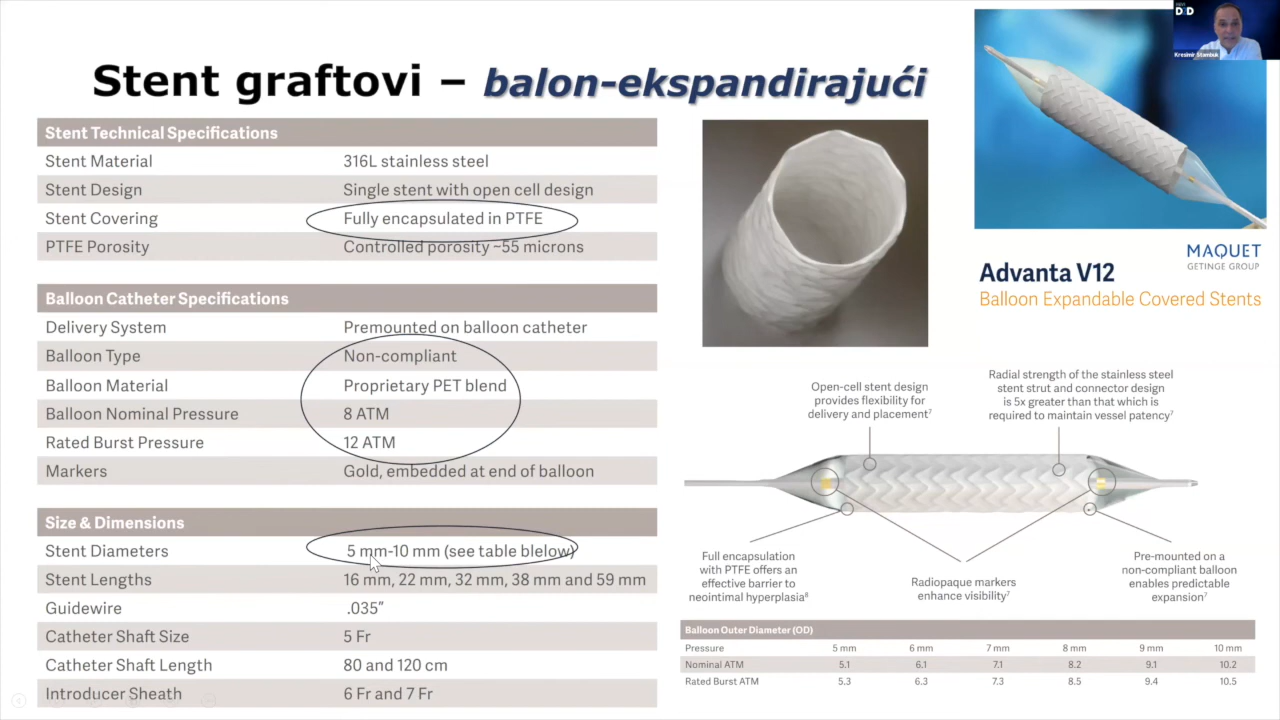 Stent graftovi – balon-ekspandirajući
Stent Technical Specifications
Stent Material 316L stainless steel
Stent Design Single stent with open cell design
Stent Covering Fully encapsulated in PTFE
PTFE Porosity Controlled porosity ~55 microns
Balloon Catheter Specifications
Delivery System Premounted on balloon catheter
Balloon Type Non-compliant
Balloon Material Proprietary PET blend
Balloon Nominal Pressure 8 ATM
Rated Burst Pressure 12 ATM
Markers Gold, embedded at end of balloon
Size & Dimensions
Stent Diameters 5 mm-10 mm (see table blelow)
Stent Lengths 16 mm, 22 mm, 32 mm, 38 mm and 59 mm
Guidewire .035”
Catheter Shaft Size 5 Fr
Catheter Shaft Length 80 and 120 cm
Introducer Sheath 6 Fr and 7 Fr
Kresimir Stambuk
MAQUET
GETINGE GROUP
Advanta V12
Balloon Expandable Covered Stents
Open-cell stent design
provides flexibility for
delivery and placement⁷
Radial strength of the stainless steel
stent strut and connector design
is 5x greater than that which is
required to maintain vessel patency⁷
Full encapsulation
with PTFE offers an
effective barrier to
neointimal hyperplasia⁸
Radiopaque markers
enhance visibility⁷
Pre-mounted on a
non-compliant balloon
enables predictable
expansion⁷
Balloon Outer Diameter (OD)
Pressure 5 mm 6 mm 7 mm 8 mm 9 mm 10 mm
Nominal ATM 5.1 6.1 7.1 8.2 9.1 10.2
Rated Burst ATM 5.3 6.3 7.3 8.5 9.4 10.5